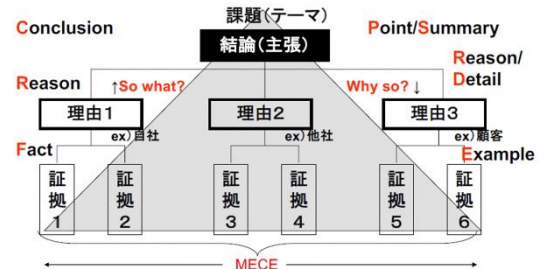 課題(テーマ)
Conclusion
Point/Summary
結論(主張)
Reason/
Detail
Reason
↑So what?
Why so?↓
理由1
理由2
理由3
ex)自社
ex)他社
ex)顧客
Fact
Example
証拠1
証拠2
証拠3
証拠4
証拠5
証拠6
MECE